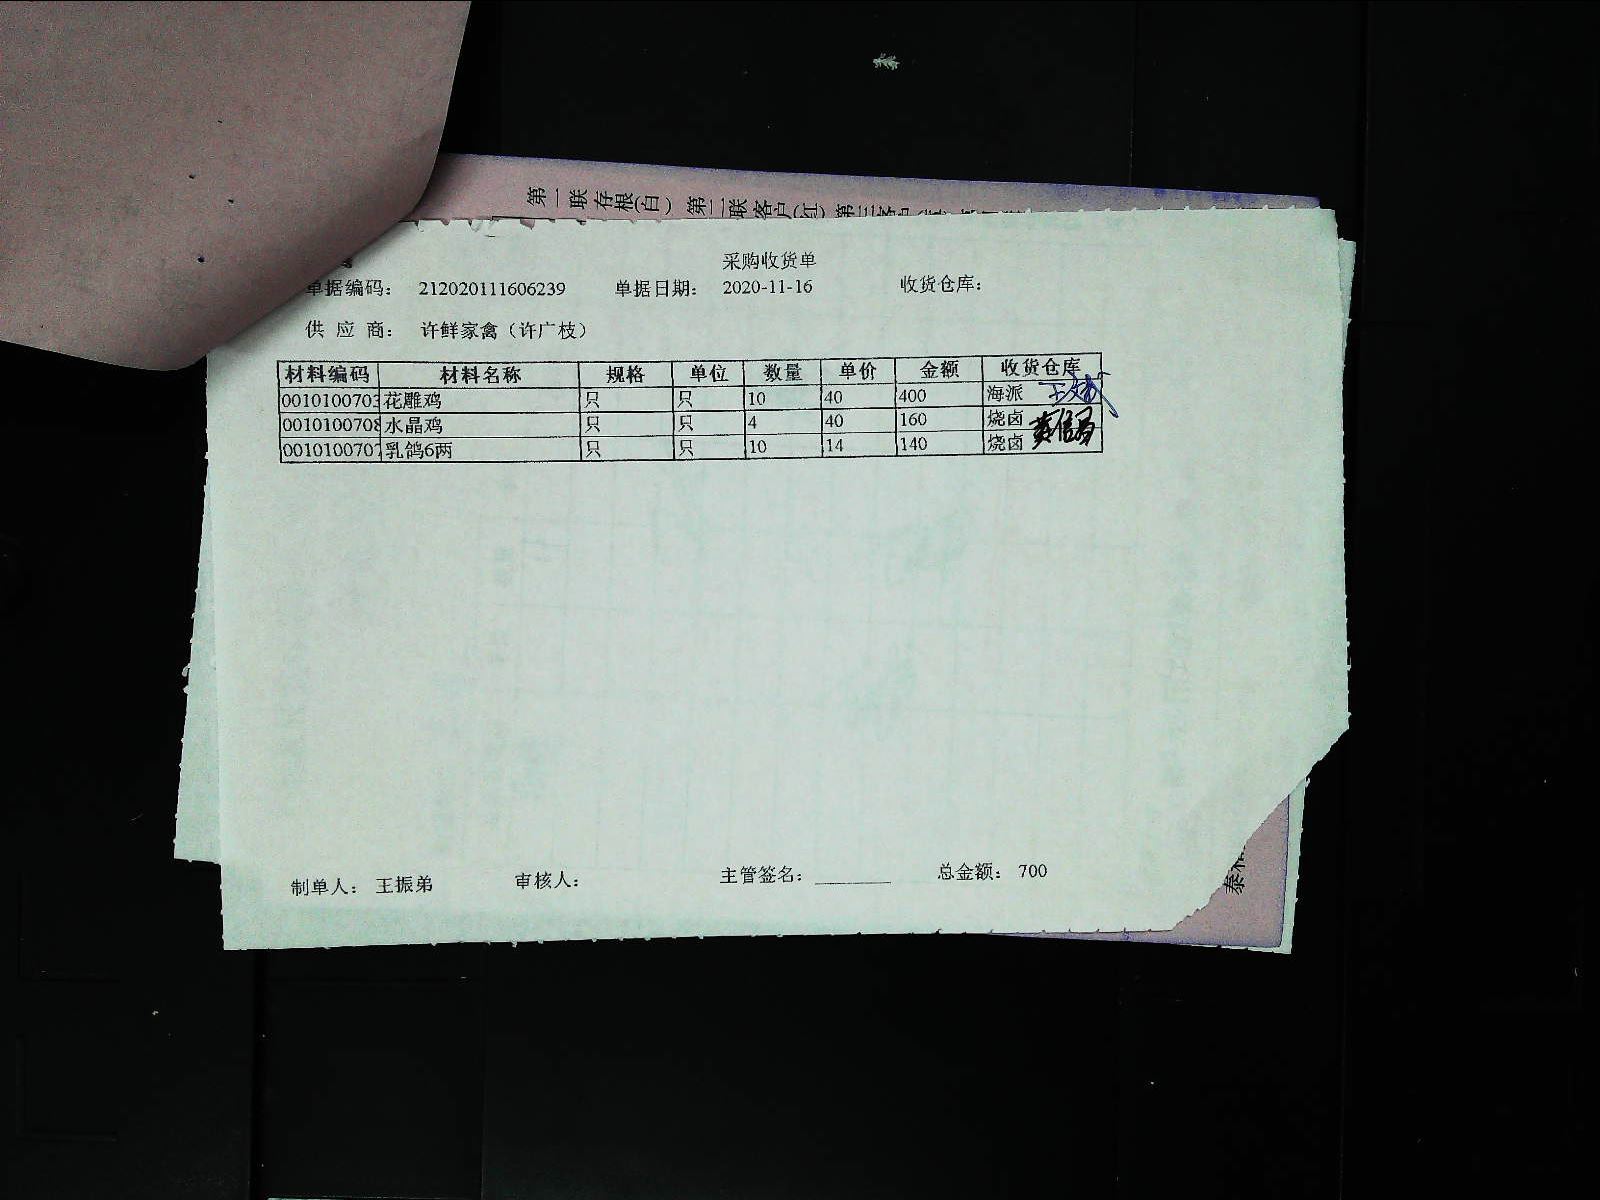 第一联存根(白) 第二联客户(红) 第三
采购收货单
单据编码： 212020111606239 单据日期： 2020-11-16 收货仓库：
供 应 商： 许鲜家禽（许广枝）
材料编码 材料名称 规格 单位 数量 单价 金额 收货仓库
0010100703 花雕鸡 只 只 10 40 400 海派
0010100708 水晶鸡 只 只 4 40 160 烧卤
0010100707 乳鸽6两 只 只 10 14 140 烧卤
制单人： 王振弟 审核人： 主管签名： 总金额： 700